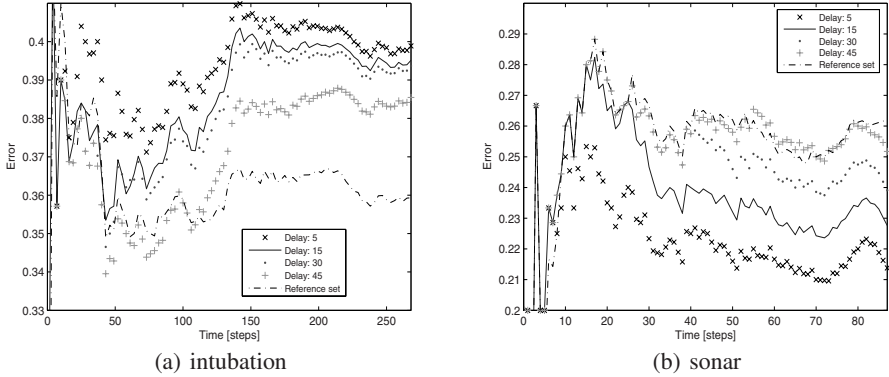 0.4
0.39
0.38
0.37
0.36
0.35
0.34
0.33
Error
0 50 100 150 200 250
Time [steps]
Delay: 5
Delay: 15
Delay: 30
Delay: 45
Reference set
(a) intubation
0.29
0.28
0.27
0.26
0.25
0.24
0.23
0.22
0.21
0.2
Error
0 10 20 30 40 50 60 70 80
Time [steps]
Delay: 5
Delay: 15
Delay: 30
Delay: 45
Reference set
(b) sonar